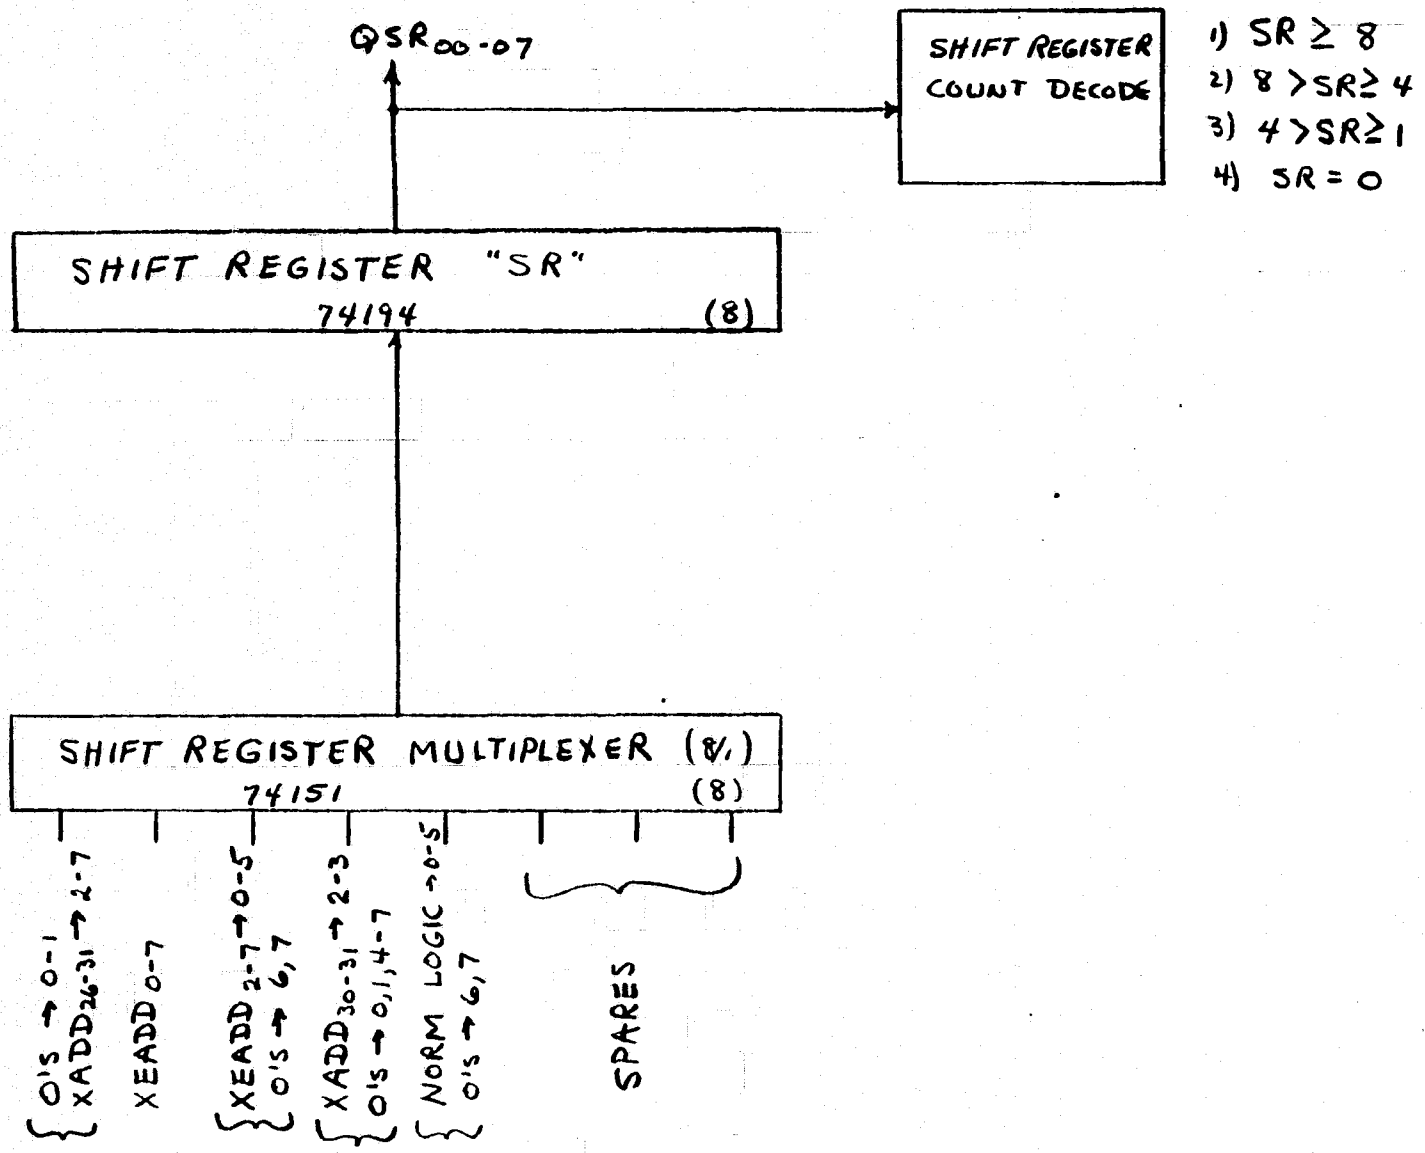 QSR00-07
SHIFT REGISTER
COUNT DECODE
1) SR ≥ 8
2) 8 > SR ≥ 4
3) 4 > SR ≥ 1
4) SR = 0
SHIFT REGISTER "SR"
74194 (8)
SHIFT REGISTER MULTIPLEXER (8/1)
74151 (8)
0'S → 0-1
XADD26-31 → 2-7
XEADD0-7
XEADD2-7 → 0-5
0'S → 6,7
XADD30-31 → 2-3
0'S → 0,1,4-7
NORM LOGIC → 0-5
0'S → 6,7
SPARES